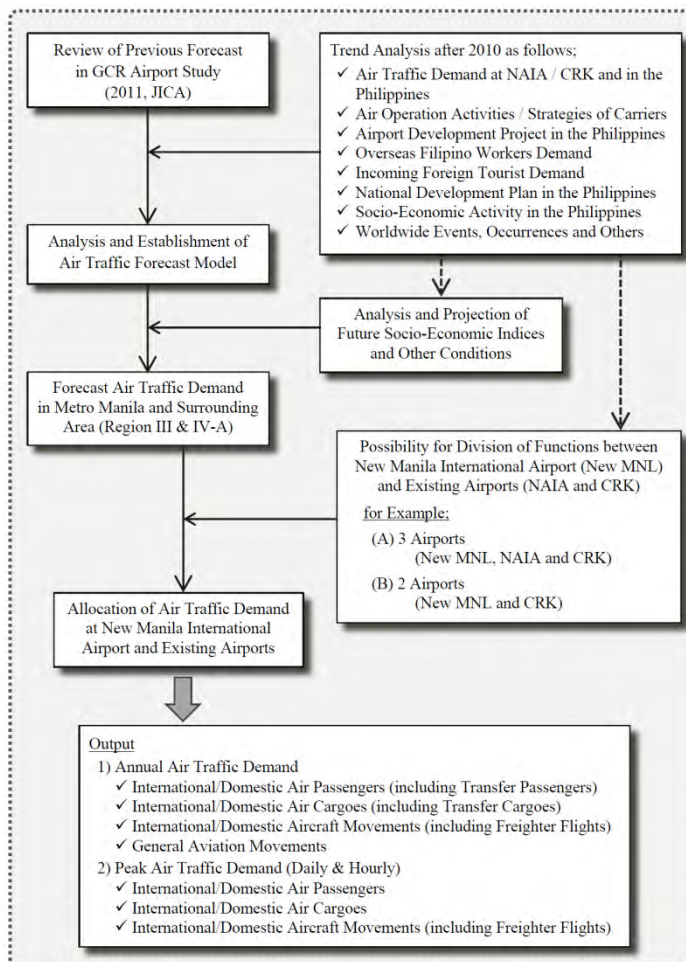 Review of Previous Forecast
in GCR Airport Study
(2011, JICA)
Trend Analysis after 2010 as follows;
✓ Air Traffic Demand at NAIA / CRK and in the
Philippines
✓ Air Operation Activities / Strategies of Carriers
✓ Airport Development Project in the Philippines
✓ Overseas Filipino Workers Demand
✓ Incoming Foreign Tourist Demand
✓ National Development Plan in the Philippines
✓ Socio-Economic Activity in the Philippines
✓ Worldwide Events, Occurrences and Others
Analysis and Establishment of
Air Traffic Forecast Model
Analysis and Projection of
Future Socio-Economic Indices
and Other Conditions
Forecast Air Traffic Demand
in Metro Manila and Surrounding
Area (Region III & IV-A)
Possibility for Division of Functions between
New Manila International Airport (New MNL)
and Existing Airports (NAIA and CRK)
for Example;
(A) 3 Airports
(New MNL, NAIA and CRK)
(B) 2 Airports
(New MNL and CRK)
Allocation of Air Traffic Demand
at New Manila International
Airport and Existing Airports
Output
1) Annual Air Traffic Demand
✓ International/Domestic Air Passengers (including Transfer Passengers)
✓ International/Domestic Air Cargoes (including Transfer Cargoes)
✓ International/Domestic Aircraft Movements (including Freighter Flights)
✓ General Aviation Movements
2) Peak Air Traffic Demand (Daily & Hourly)
✓ International/Domestic Air Passengers
✓ International/Domestic Air Cargoes
✓ International/Domestic Aircraft Movements (including Freighter Flights)